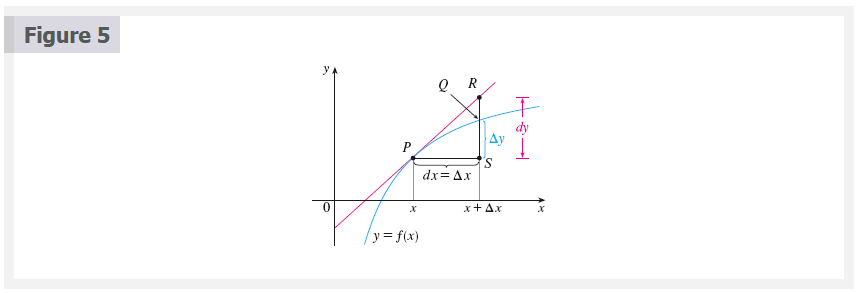 Figure 5
y
Q R
dy
Δy
P
S
dx = Δx
0 x x + Δx x
y = f(x)